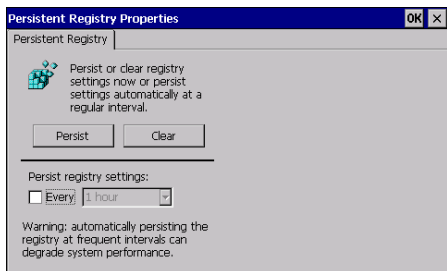 Persistent Registry Properties OK ×
Persistent Registry
Persist or clear registry
settings now or persist
settings automatically at a
regular interval.
Persist Clear
Persist registry settings:
Every 1 hour
Warning: automatically persisting the
registry at frequent intervals can
degrade system performance.